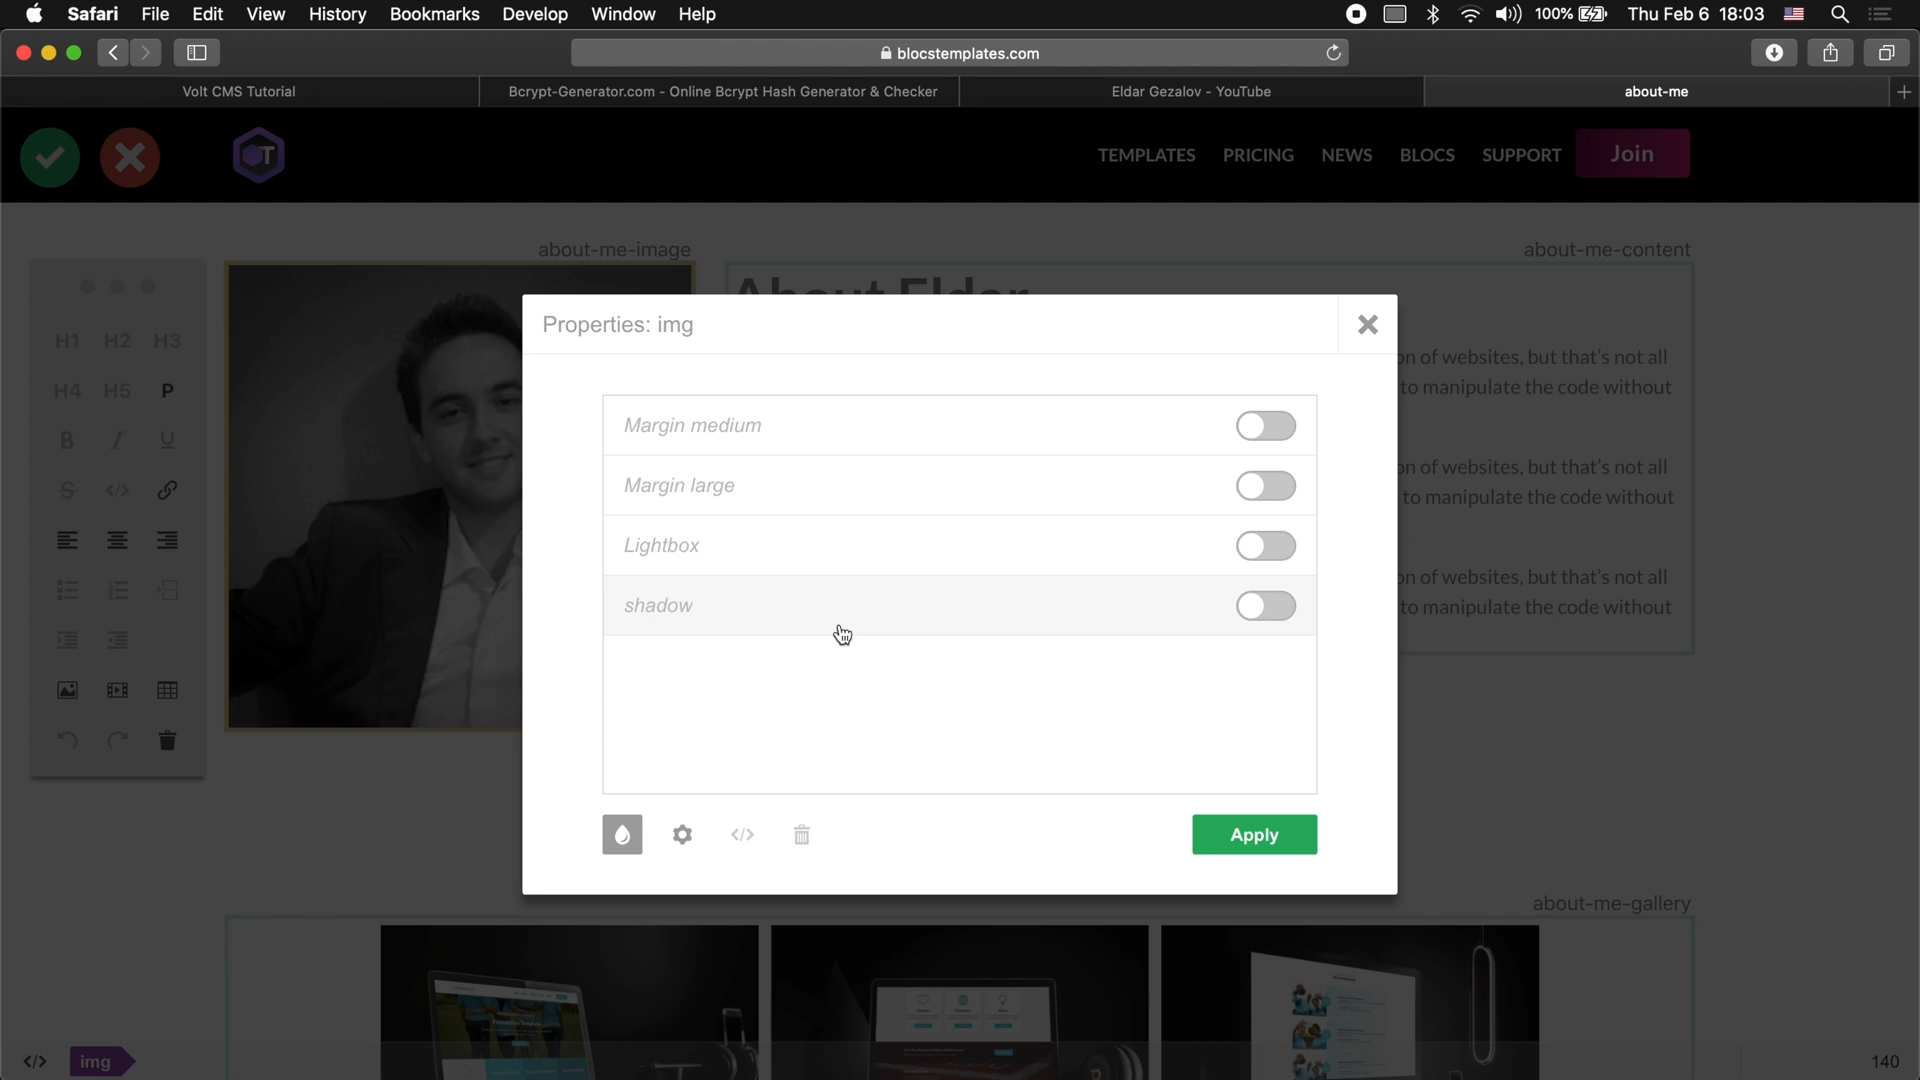 Safari File Edit View History Bookmarks Develop Window Help 100% Thu Feb 6 18:03
blocstemplates.com
Volt CMS Tutorial
Bcrypt-Generator.com - Online Bcrypt Hash Generator & Checker
Eldar Gezalov - YouTube
about-me
T
TEMPLATES PRICING NEWS BLOCS SUPPORT Join
about-me-image
about-me-content
About Eldar
H1 H2 H3
H4 H5 P
B I U
S </>
Properties: img
Margin medium
Margin large
Lightbox
shadow
</>
Apply
on of websites, but that's not all
to manipulate the code without
on of websites, but that's not all
to manipulate the code without
on of websites, but that's not all
to manipulate the code without
about-me-gallery
</> img
140